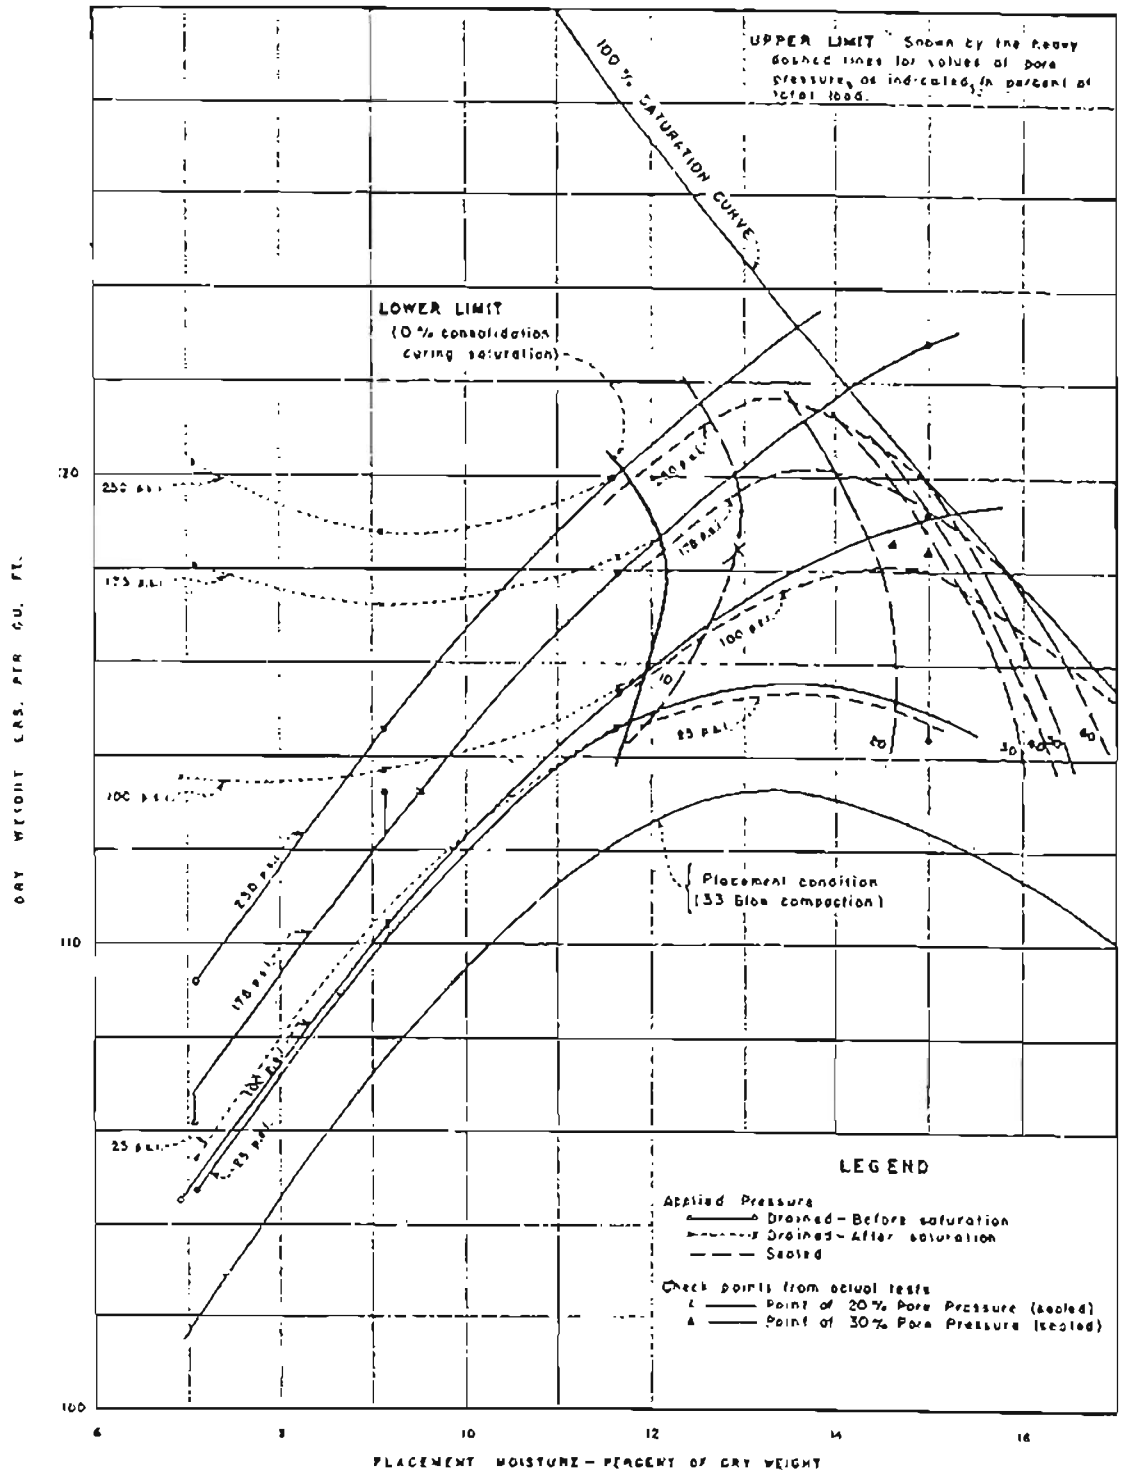 UPPER LIMIT Shown by the heavy
dashed lines for values of pore
pressure, as indicated, in percent of
total load.
100 % SATURATION CURVE
LOWER LIMIT
(0 % consolidation
during saturation)
250 p.s.i.
175 p.s.i.
100 p.s.i.
25 p.s.i.
250 p.s.i.
175 p.s.i.
100 p.s.i.
25 p.s.i.
250 p.s.i.
175 p.s.i.
100 p.s.i.
25 p.s.i.
10
20
30
40
50
60
Placement condition
(33 Blow compaction)
120
110
100
DRY WEIGHT LBS. PER CU. FT.
6
8
10
12
14
16
PLACEMENT MOISTURE – PERCENT OF DRY WEIGHT
LEGEND
Applied Pressure
Drained – Before saturation
Drained – After saturation
Sealed
Check points from actual tests
Point of 20% Pore Pressure (sealed)
Point of 30% Pore Pressure (sealed)